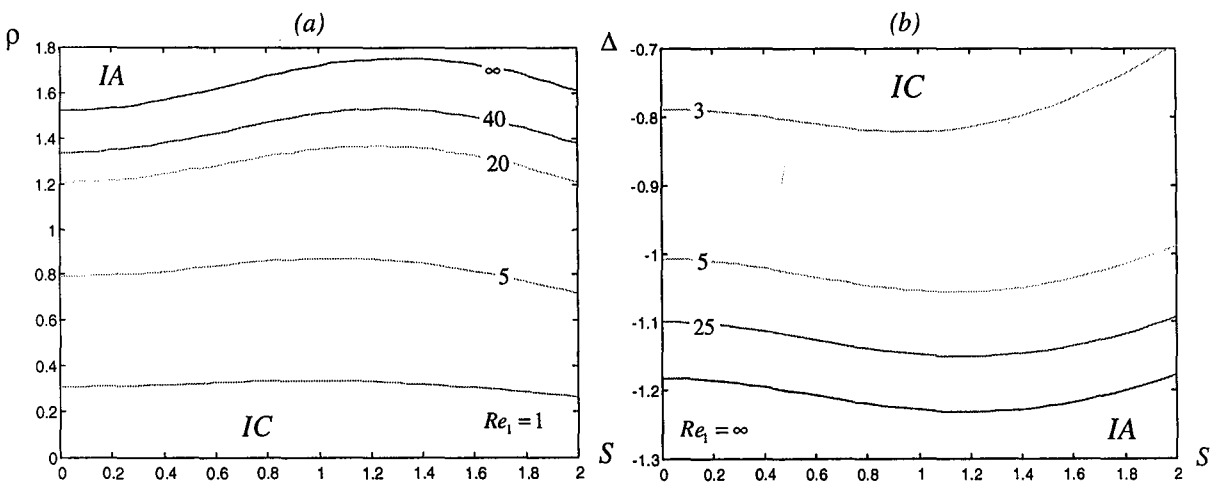 (a)
ρ
1.8
1.6
1.4
1.2
1
0.8
0.6
0.4
0.2
0
IA
∞
40
20
5
IC
Re₁ = 1
0 0.2 0.4 0.6 0.8 1 1.2 1.4 1.6 1.8 2
S
(b)
Δ
-0.7
-0.8
-0.9
-1
-1.1
-1.2
-1.3
IC
3
5
25
Re₁ = ∞
IA
0 0.2 0.4 0.6 0.8 1 1.2 1.4 1.6 1.8 2
S